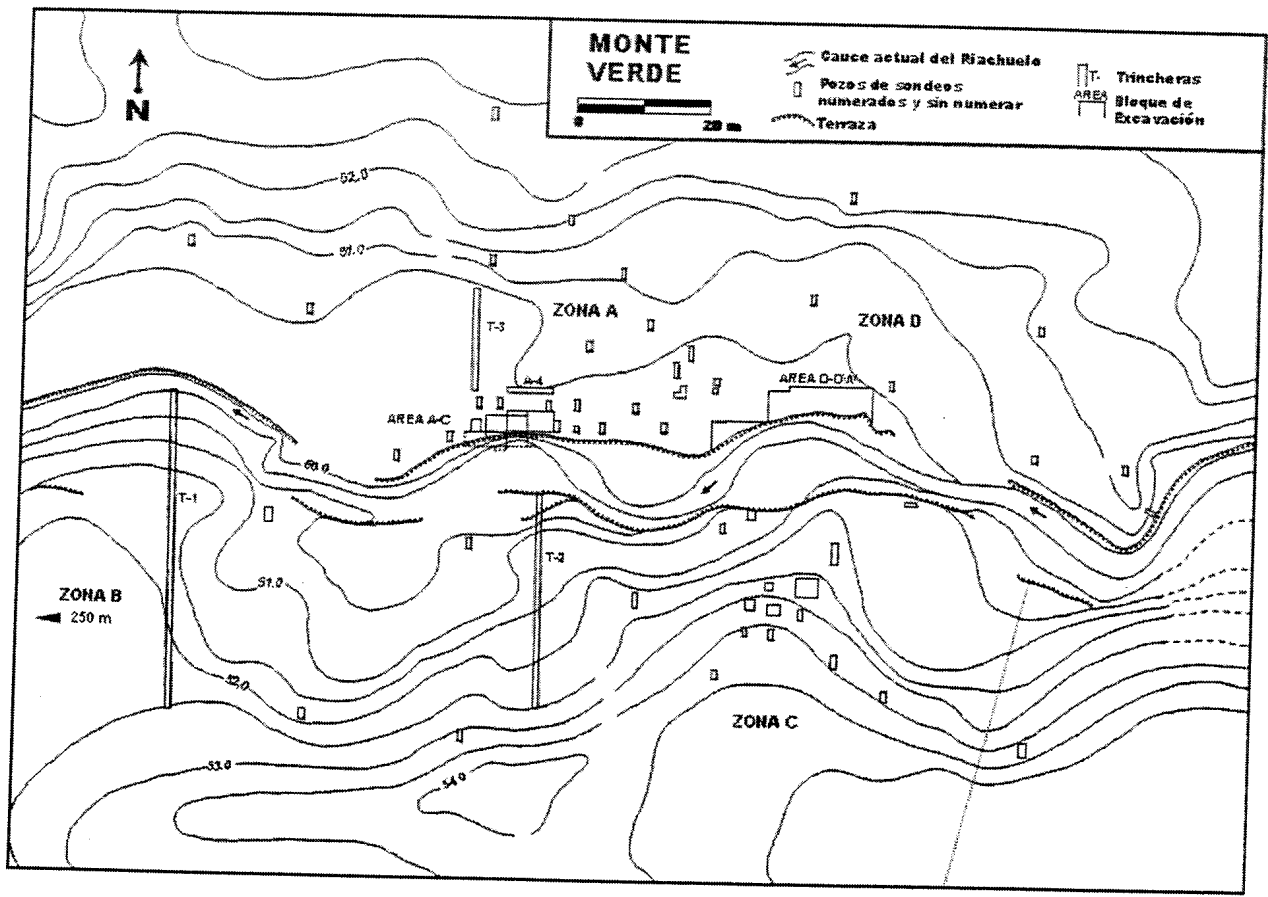 MONTE
VERDE
0 20 m
Cauce actual del Riachuelo
Pozos de sondeos
numerados y sin numerar
Terraza
T- Trincheras
AREA Bloque de
Excavación
N
52.0
51.0
ZONA A
ZONA D
T-3
A-4
AREA D-D'A'
AREA A-C
50.0
T-1
T-2
51.0
ZONA B
250 m
52.0
ZONA C
53.0
54.0